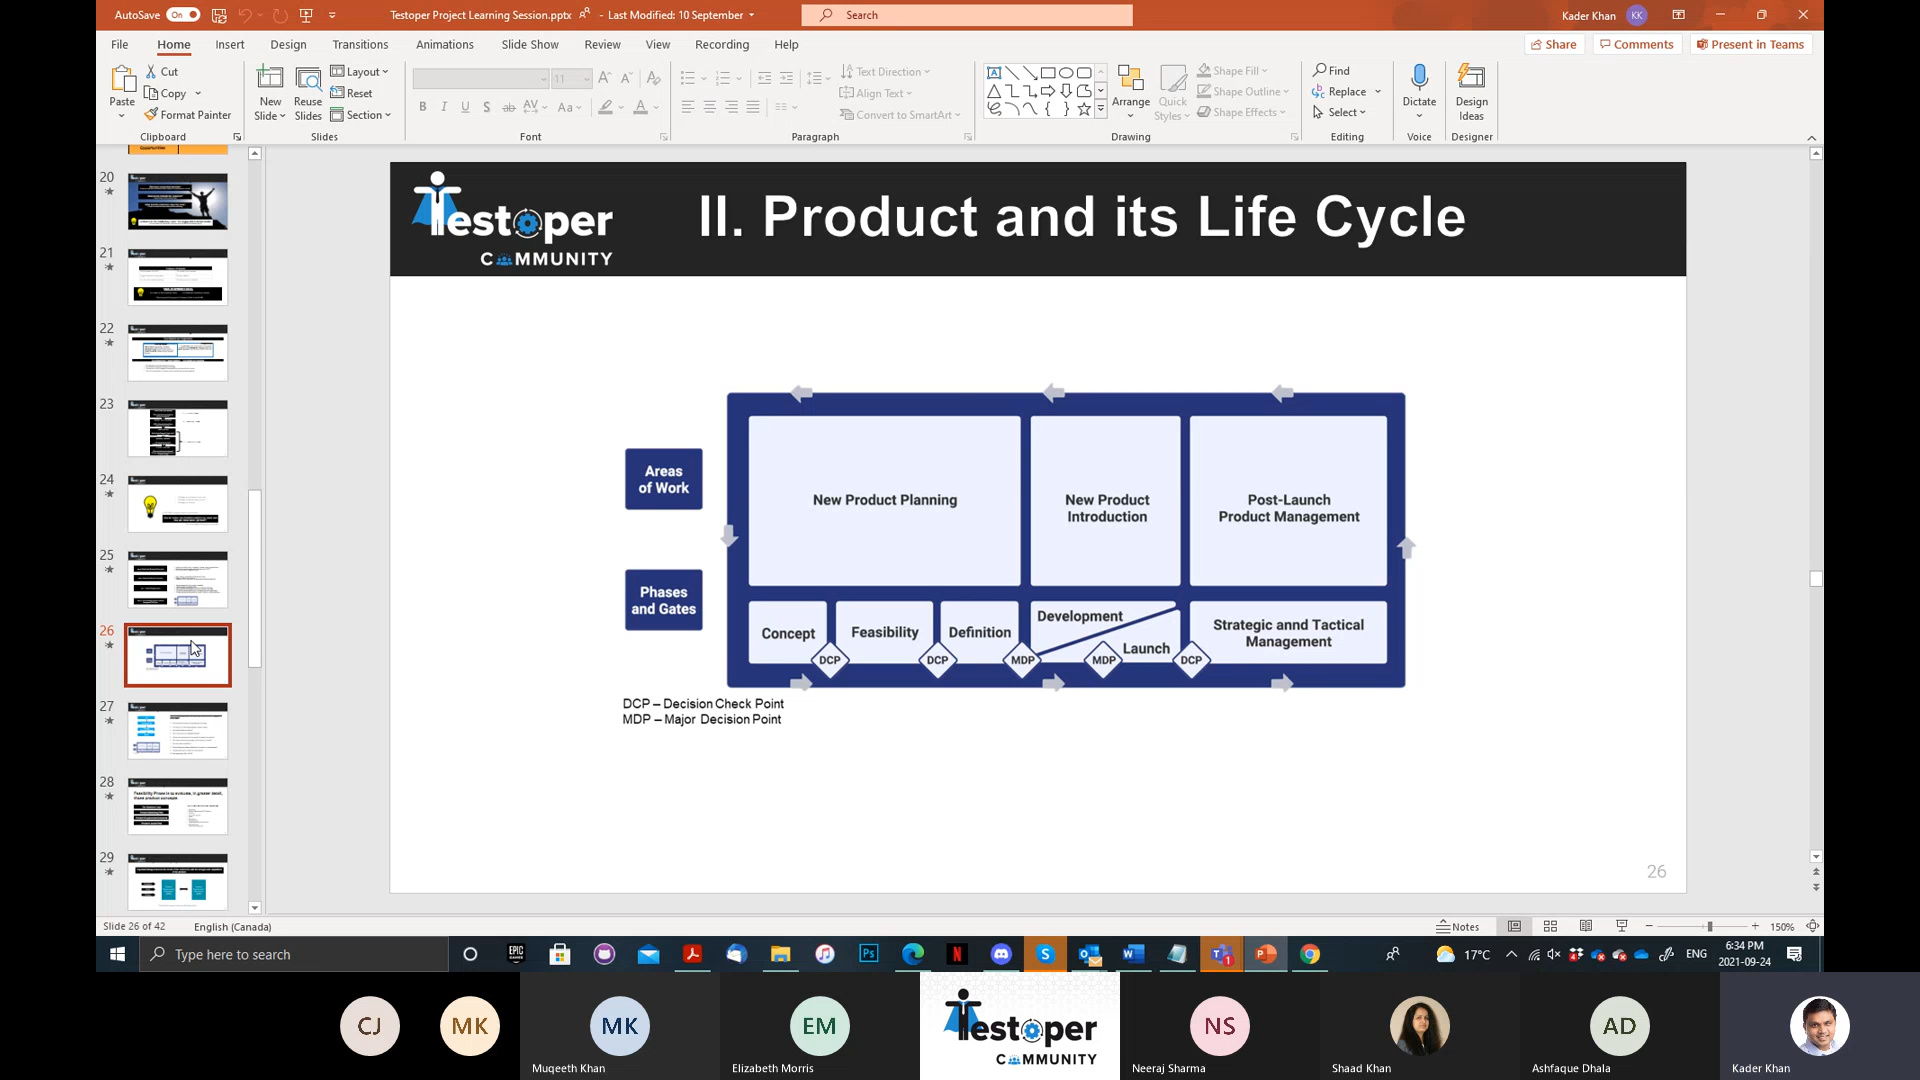 AutoSave On Testoper Project Learning Session.pptx - Last Modified: 10 September Search Kader Khan KK
File Home Insert Design Transitions Animations Slide Show Review View Recording Help Share Comments Present in Teams
Paste Cut Copy Format Painter
Clipboard
New Slide Reuse Slides Layout Reset Section
Slides
11
B I U S ab AV Aa A
Font
Text Direction
Align Text
Convert to SmartArt
Paragraph
Arrange Quick Styles Shape Fill Shape Outline Shape Effects
Drawing
Find
Replace
Select
Editing
Dictate
Voice
Design Ideas
Designer
20
21
22
23
24
25
26
27
28
29
Testoper
COMMUNITY
II. Product and its Life Cycle
Areas
of Work
Phases
and Gates
New Product Planning
New Product
Introduction
Post-Launch
Product Management
Concept
Feasibility
Definition
Development
Launch
Strategic annd Tactical
Management
DCP
DCP
MDP
MDP
DCP
DCP – Decision Check Point
MDP – Major Decision Point
26
Slide 26 of 42 English (Canada) Notes 150%
Type here to search 17°C ENG 6:34 PM
2021-09-24
CJ
MK
MK
Muqeeth Khan
EM
Elizabeth Morris
Testoper
COMMUNITY
NS
Neeraj Sharma
Shaad Khan
AD
Ashfaque Dhala
Kader Khan